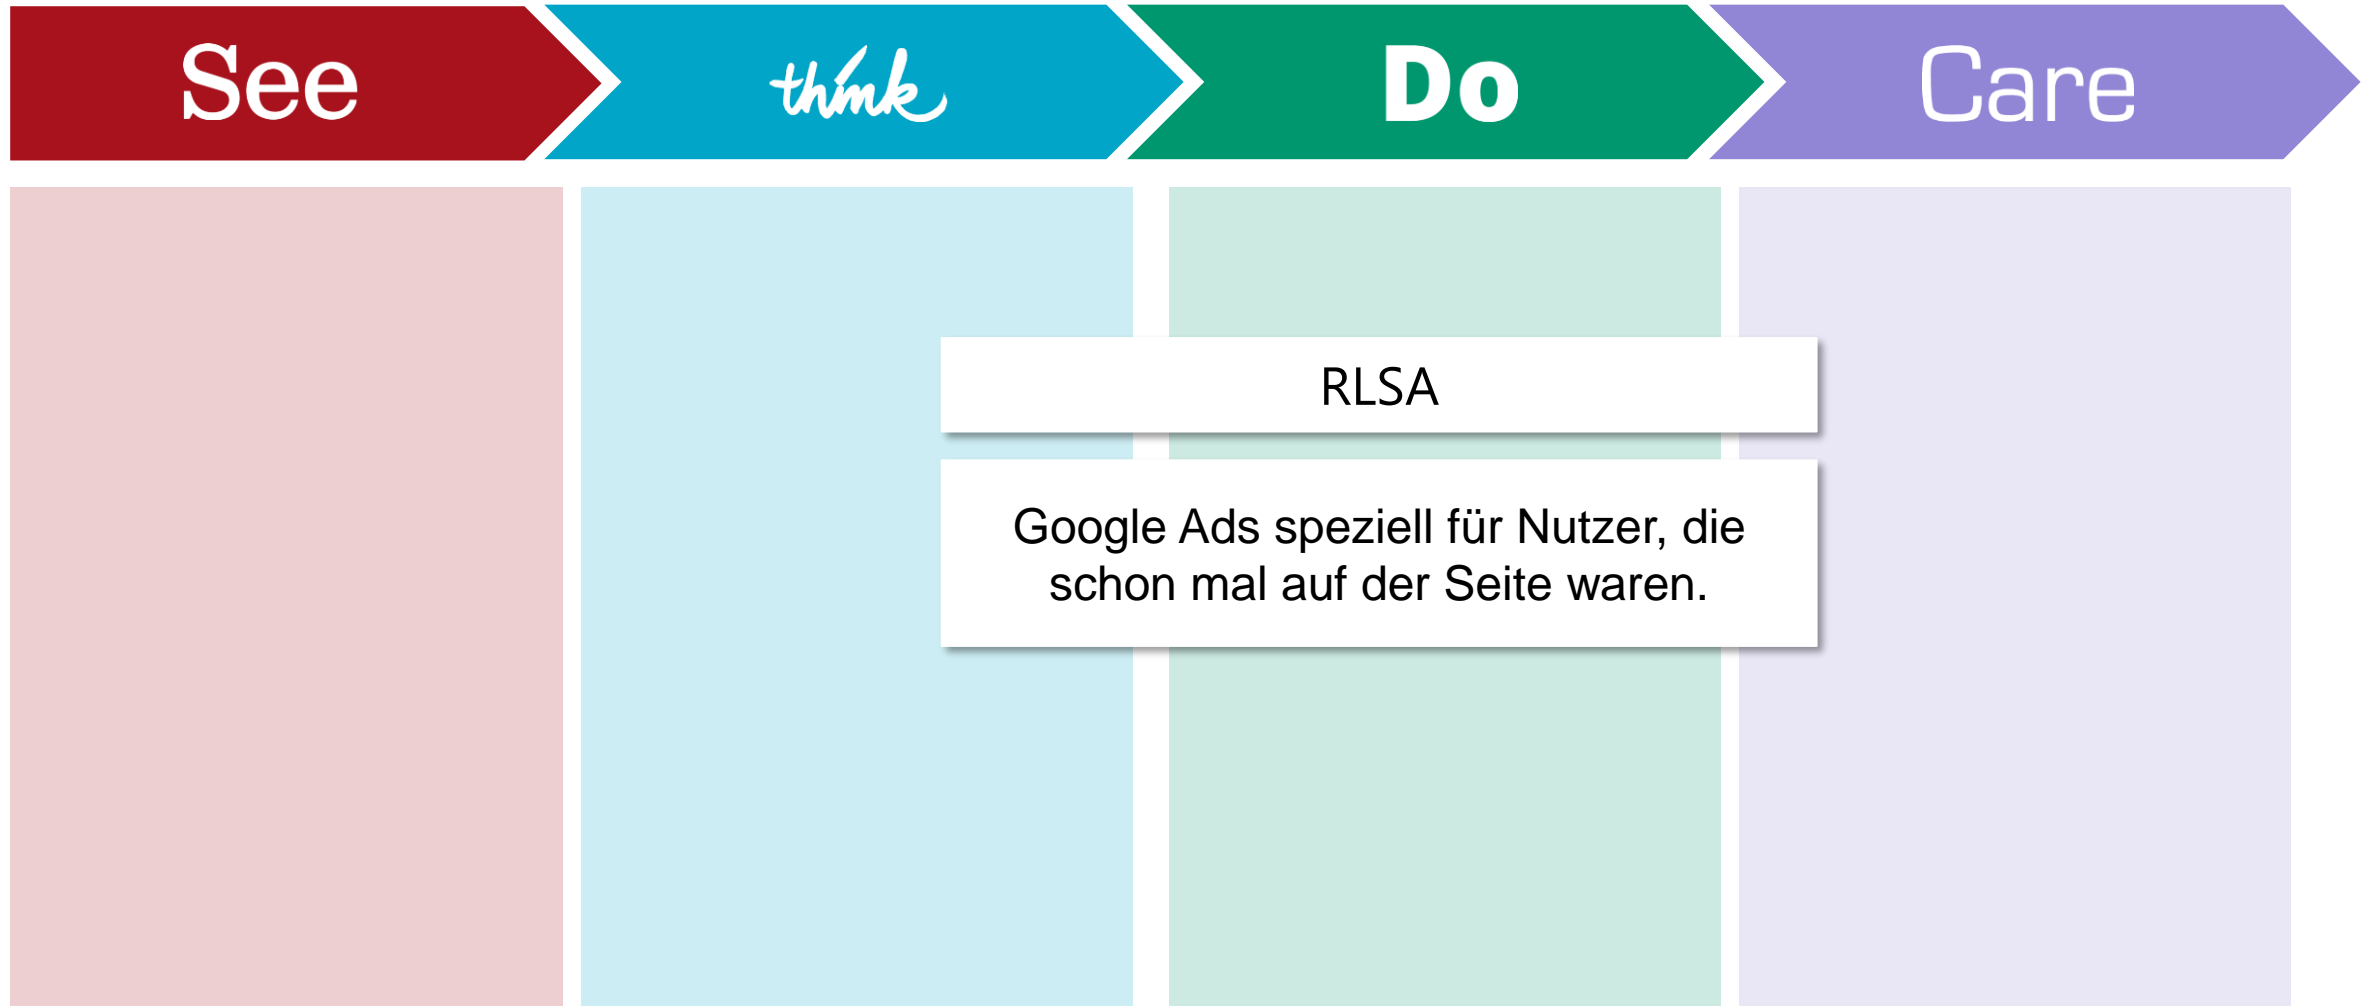 See
think
Do
Care
RLSA
Google Ads speziell für Nutzer, die
schon mal auf der Seite waren.